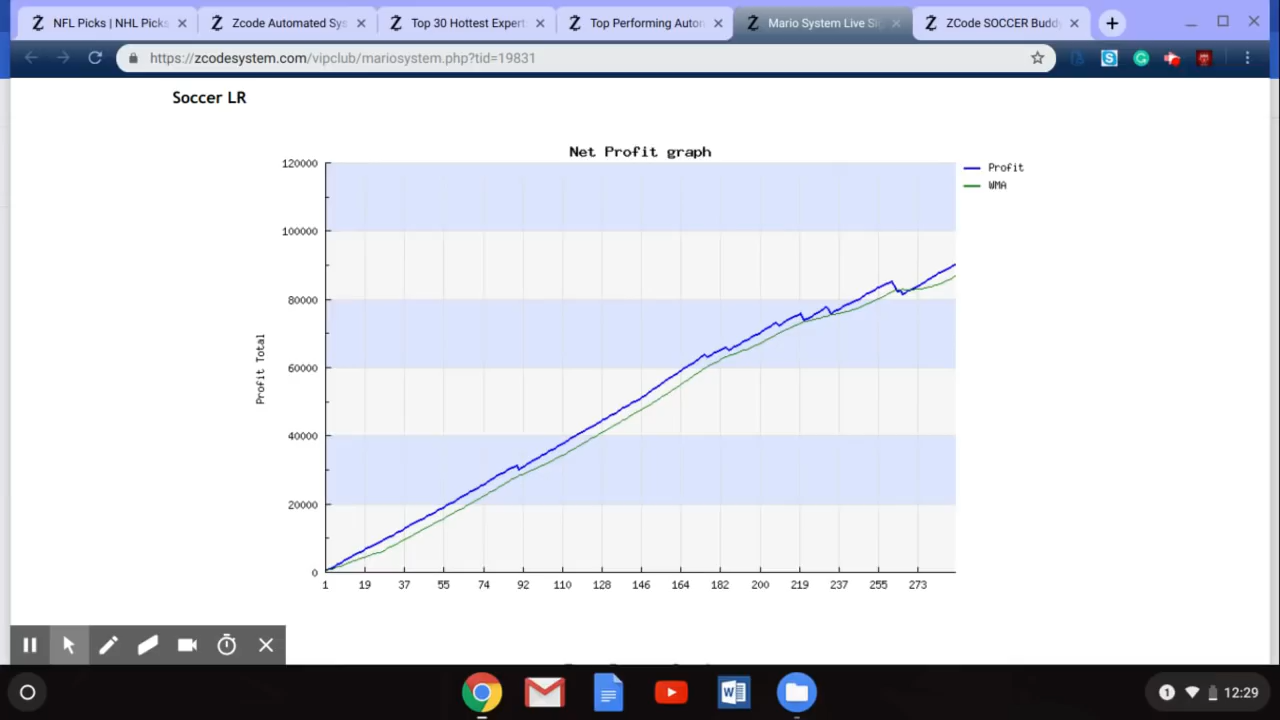 NFL Picks | NHL Picks
Zcode Automated Sys
Top 30 Hottest Expert
Top Performing Auton
Mario System Live Si
ZCode SOCCER Budd
https://zcodesystem.com/vipclub/mariosystem.php?tid=19831
Soccer LR
Net Profit graph
Profit
WMA
120000
100000
80000
60000
40000
20000
0
Profit Total
1 19 37 55 74 92 110 128 146 164 182 200 219 237 255 273
1 12:29